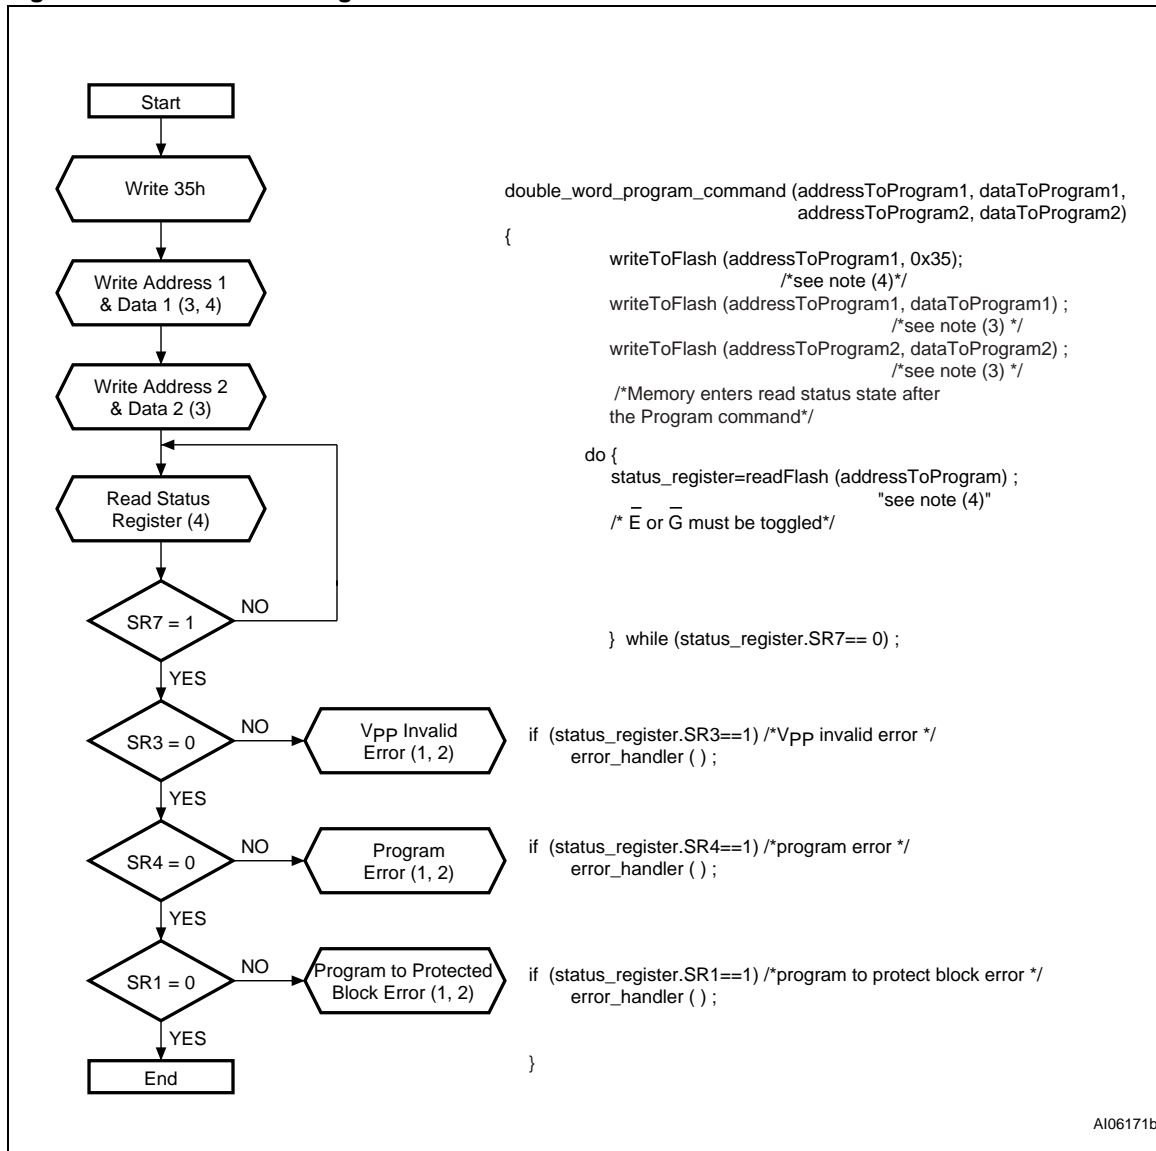 Start
Write 35h
Write Address 1
& Data 1 (3, 4)
Write Address 2
& Data 2 (3)
Read Status
Register (4)
SR7 = 1
NO
YES
SR3 = 0
NO
VPP Invalid
Error (1, 2)
YES
SR4 = 0
NO
Program
Error (1, 2)
YES
SR1 = 0
NO
Program to Protected
Block Error (1, 2)
YES
End
double_word_program_command (addressToProgram1, dataToProgram1,
addressToProgram2, dataToProgram2)
{
writeToFlash (addressToProgram1, 0x35);
/*see note (4)*/
writeToFlash (addressToProgram1, dataToProgram1) ;
/*see note (3) */
writeToFlash (addressToProgram2, dataToProgram2) ;
/*see note (3) */
/*Memory enters read status state after
the Program command*/
do {
status_register=readFlash (addressToProgram) ;
"see note (4)"
/* E̅ or G̅ must be toggled*/
} while (status_register.SR7== 0) ;
if (status_register.SR3==1) /*VPP invalid error */
error_handler ( ) ;
if (status_register.SR4==1) /*program error */
error_handler ( ) ;
if (status_register.SR1==1) /*program to protect block error */
error_handler ( ) ;
}
AI06171b